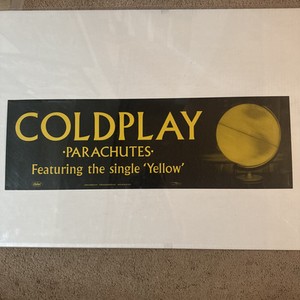 COLDPLAY
·PARACHUTES·
Featuring the single 'Yellow'